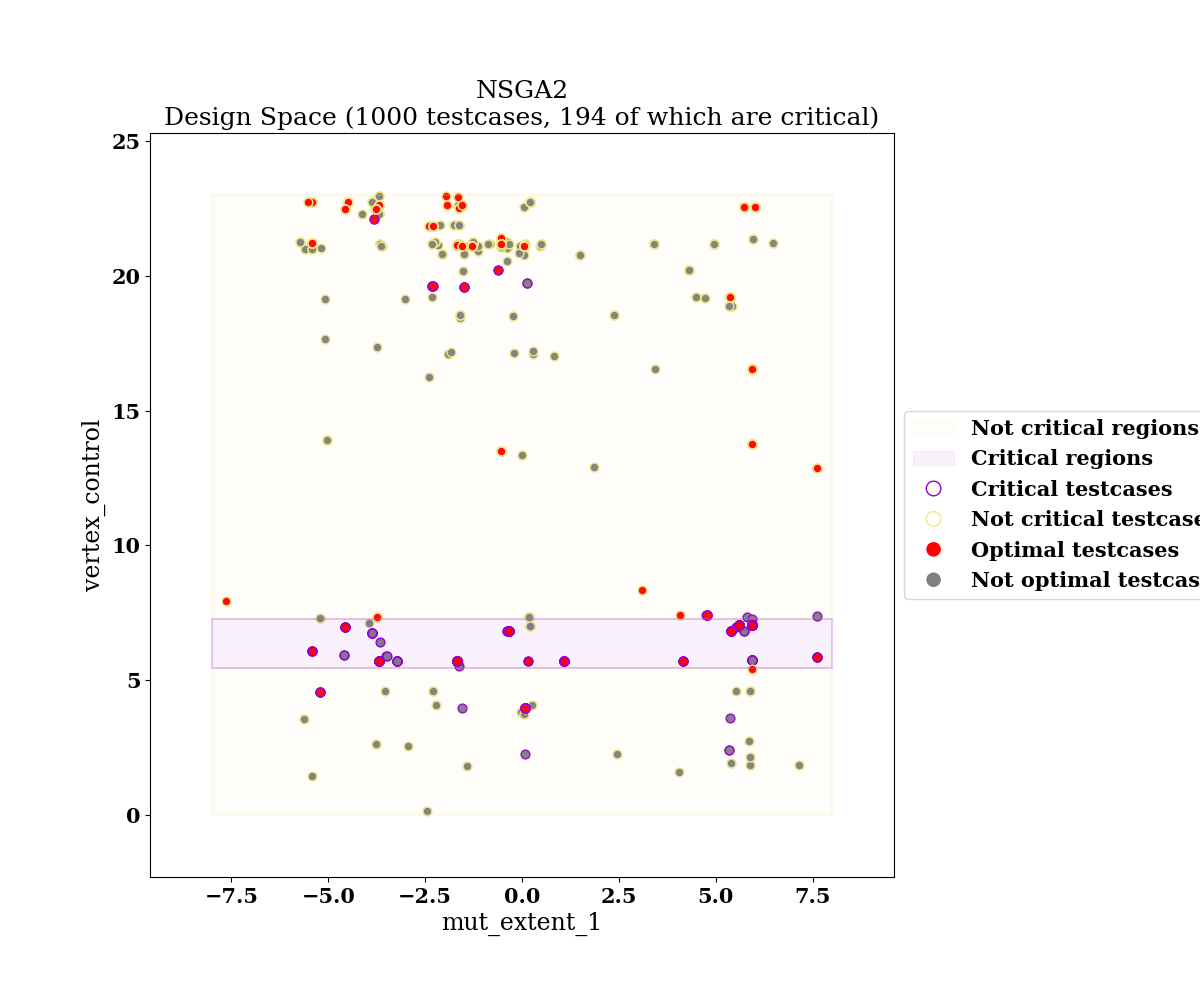 NSGA2
Design Space (1000 testcases, 194 of which are critical)
25
20
15
10
5
0
vertex_control
−7.5
−5.0
−2.5
0.0
2.5
5.0
7.5
mut_extent_1
Not critical regions
Critical regions
Critical testcases
Not critical testcase
Optimal testcases
Not optimal testcas